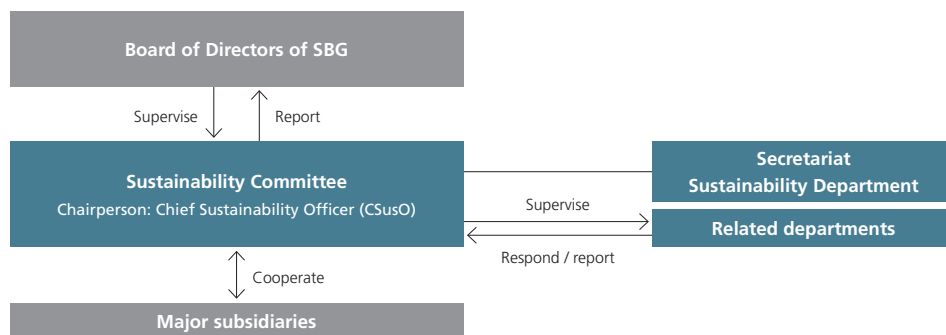 Board of Directors of SBG
Supervise
Report
Sustainability Committee
Chairperson: Chief Sustainability Officer (CSusO)
Secretariat
Sustainability Department
Supervise
Related departments
Respond / report
Cooperate
Major subsidiaries